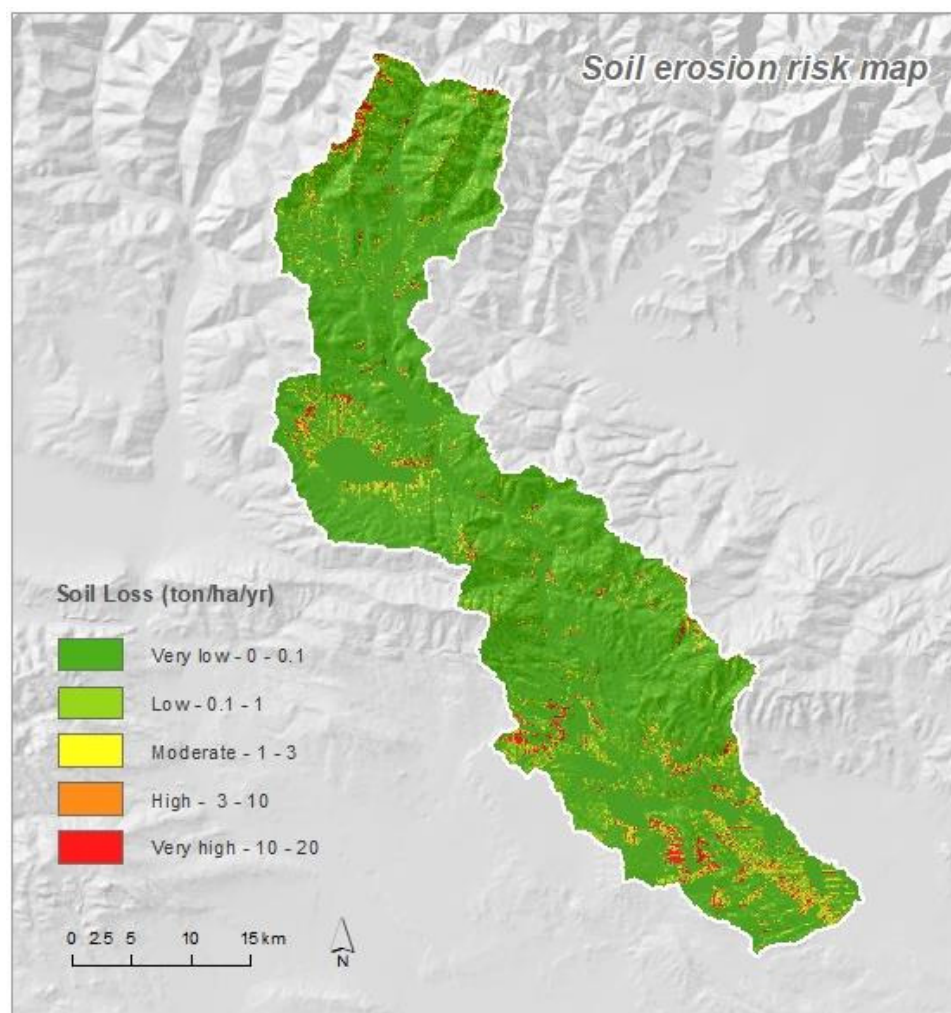 Soil erosion risk map
Soil Loss (ton/ha/yr)
Very low - 0 - 0.1
Low - 0.1 - 1
Moderate - 1 - 3
High - 3 - 10
Very high - 10 - 20
0 2.5 5 10 15 km
N